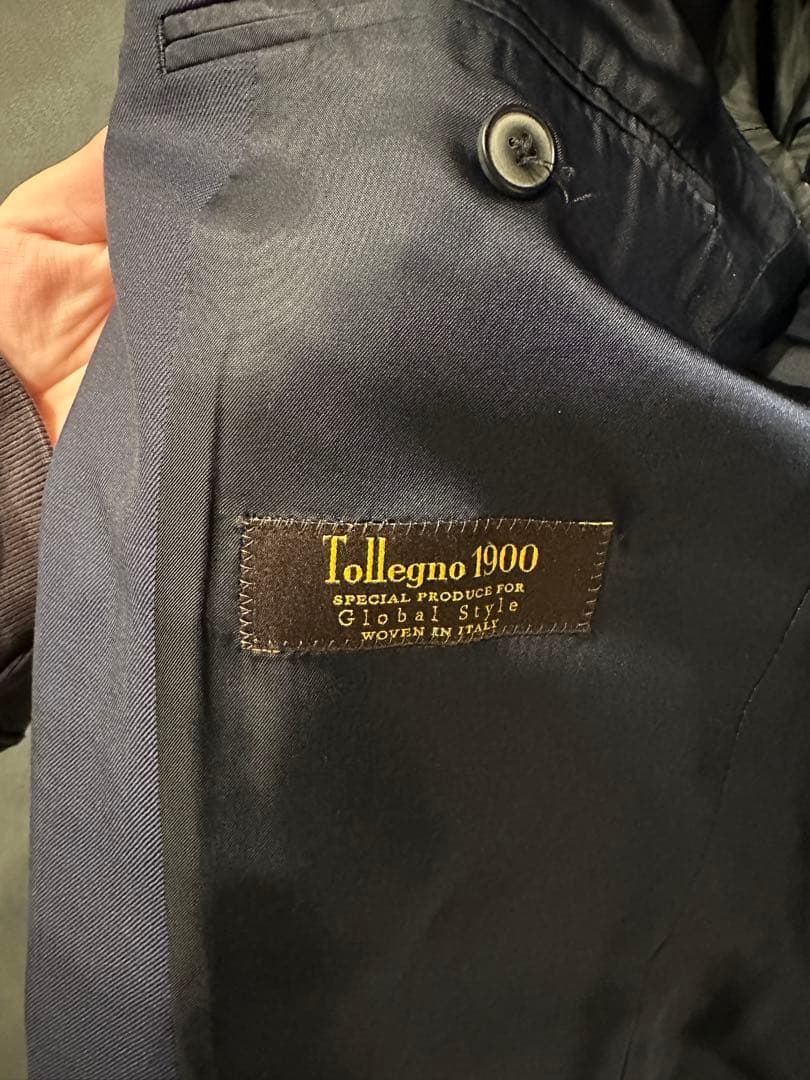 Tollegno 1900
SPECIAL PRODUCE FOR
Global Style
WOVEN IN ITALY